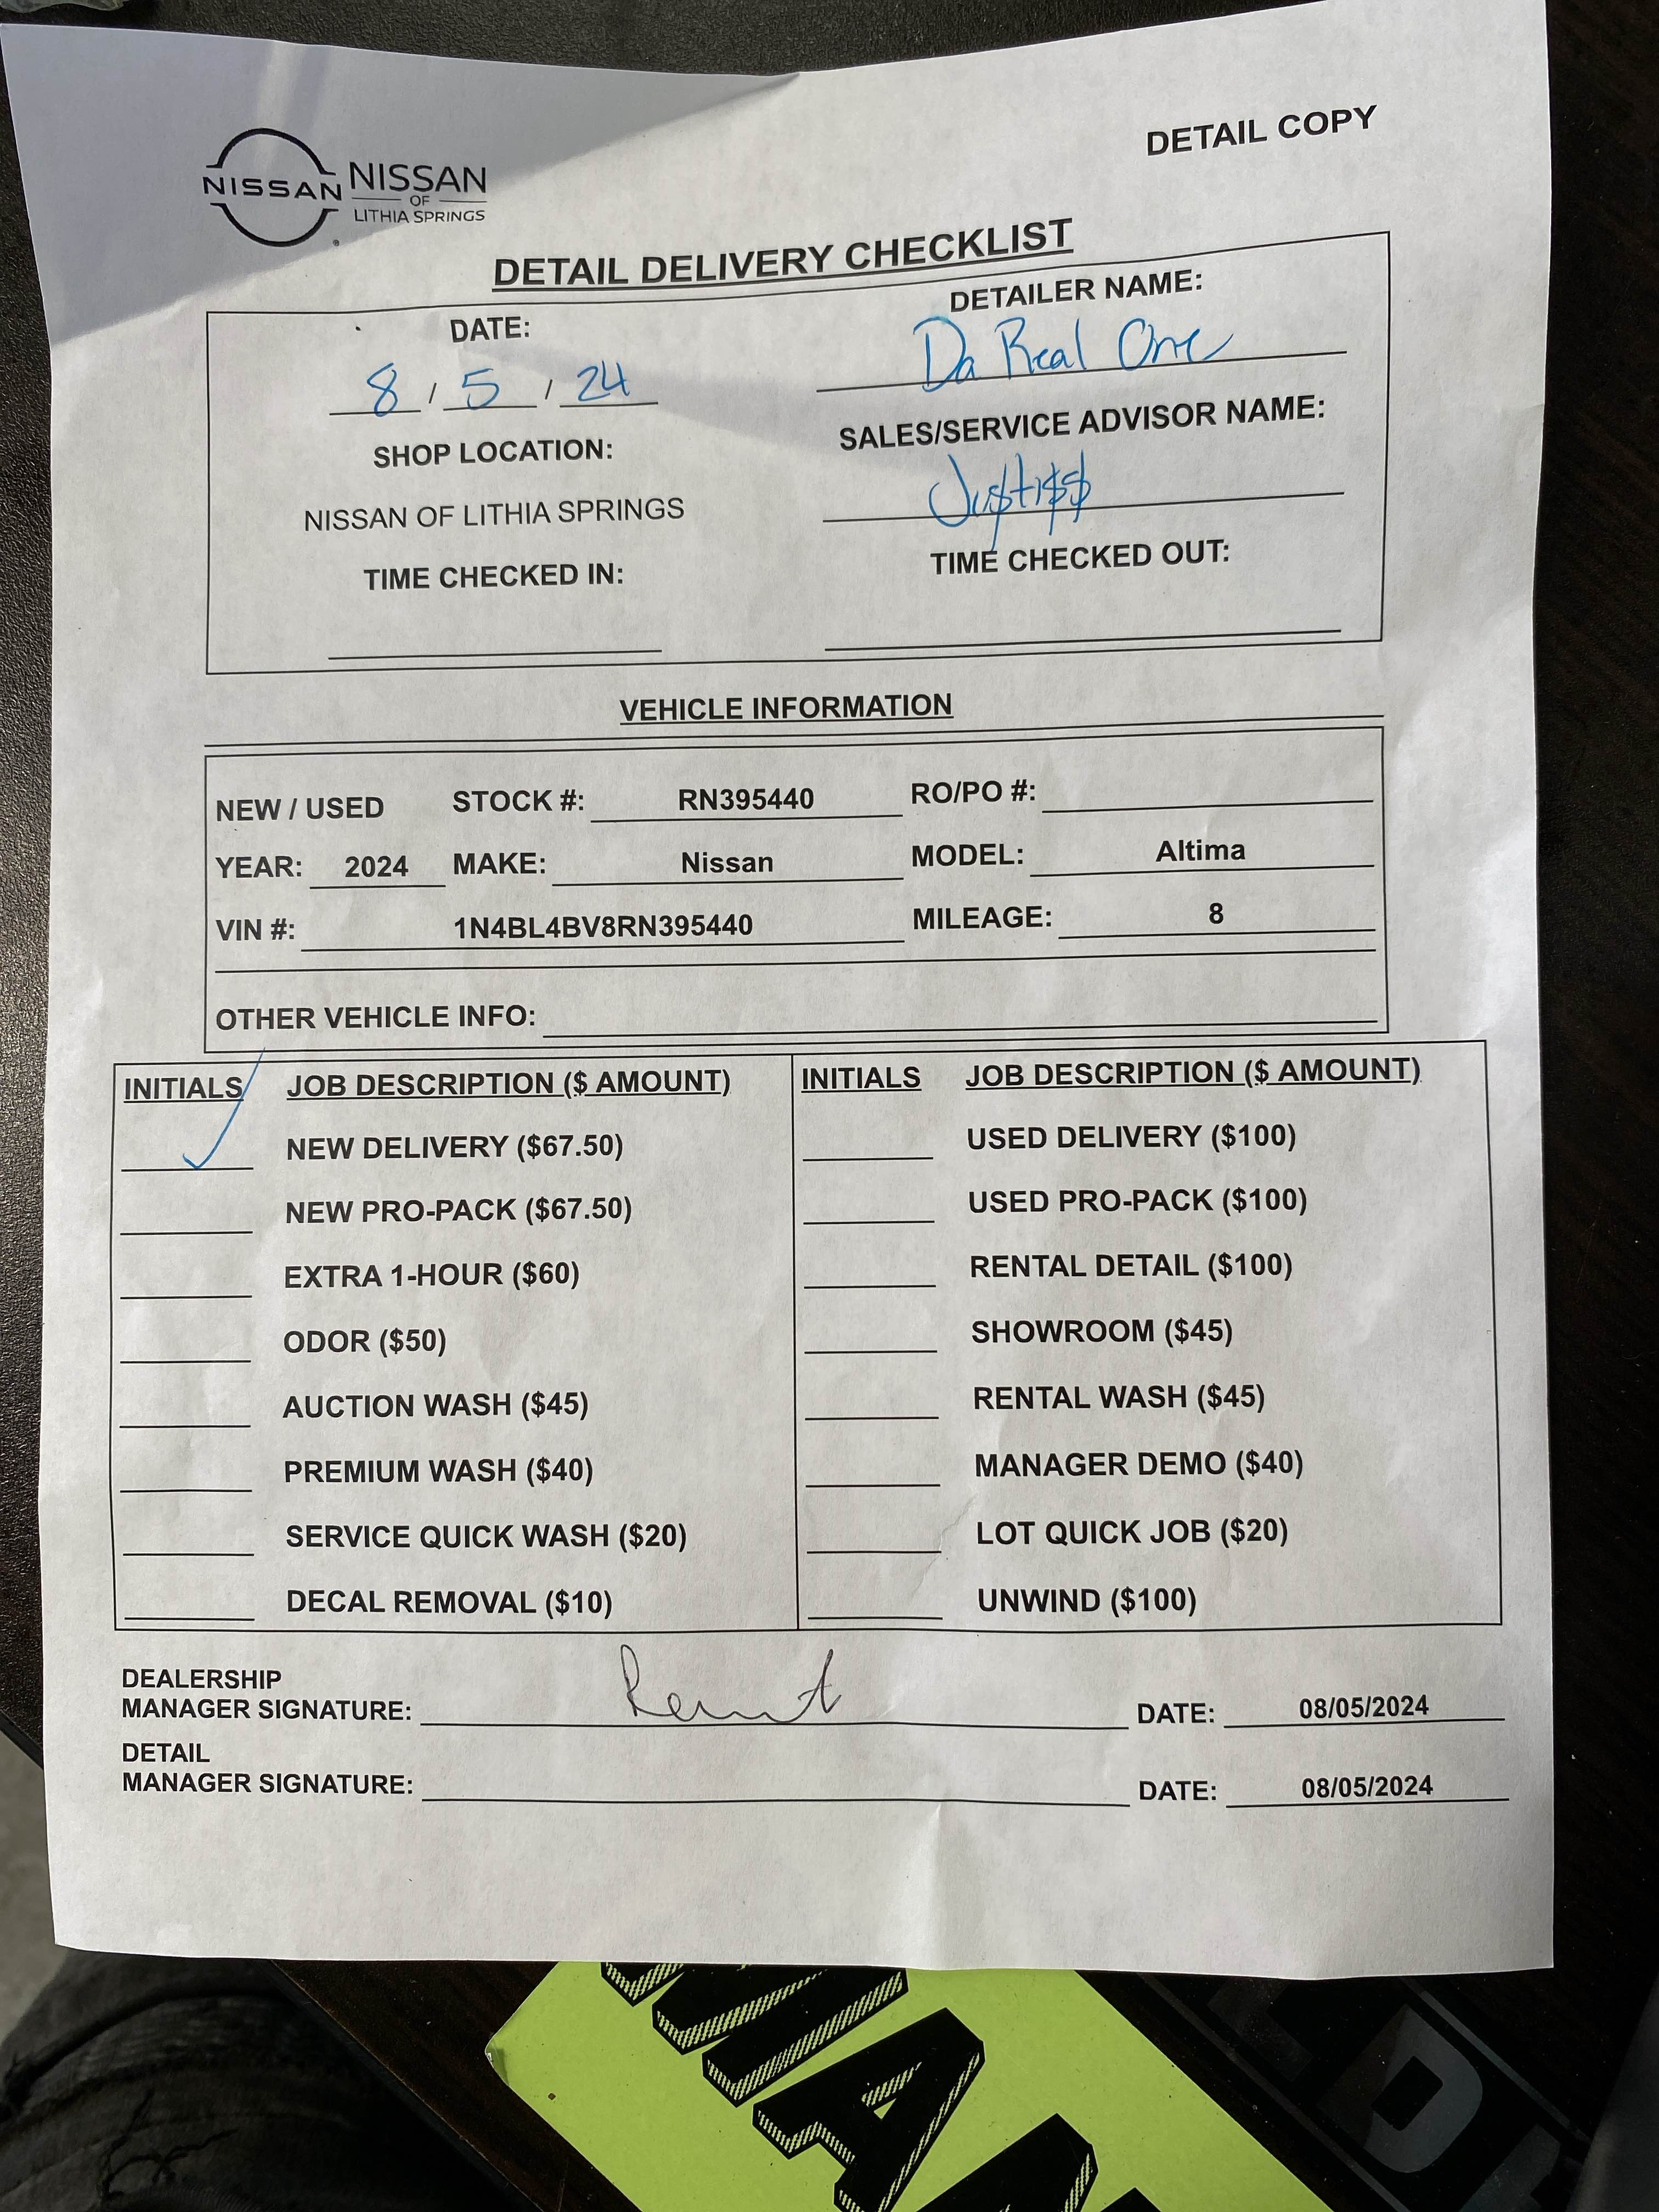 DETAIL COPY
NISSAN NISSAN
OF
LITHIA SPRINGS
DETAIL DELIVERY CHECKLIST
DATE:
8 / 5 / 24
DETAILER NAME:
Da Real One
SHOP LOCATION:
NISSAN OF LITHIA SPRINGS
SALES/SERVICE ADVISOR NAME:
Ju$ti$$
TIME CHECKED IN:
TIME CHECKED OUT:
VEHICLE INFORMATION
NEW / USED STOCK #: RN395440 RO/PO #:
YEAR: 2024 MAKE: Nissan MODEL: Altima
VIN #: 1N4BL4BV8RN395440 MILEAGE: 8
OTHER VEHICLE INFO:
INITIALS JOB DESCRIPTION ($ AMOUNT) INITIALS JOB DESCRIPTION ($ AMOUNT)
✓ NEW DELIVERY ($67.50) USED DELIVERY ($100)
NEW PRO-PACK ($67.50) USED PRO-PACK ($100)
EXTRA 1-HOUR ($60) RENTAL DETAIL ($100)
ODOR ($50) SHOWROOM ($45)
AUCTION WASH ($45) RENTAL WASH ($45)
PREMIUM WASH ($40) MANAGER DEMO ($40)
SERVICE QUICK WASH ($20) LOT QUICK JOB ($20)
DECAL REMOVAL ($10) UNWIND ($100)
DEALERSHIP
MANAGER SIGNATURE: DATE: 08/05/2024
DETAIL
MANAGER SIGNATURE: DATE: 08/05/2024